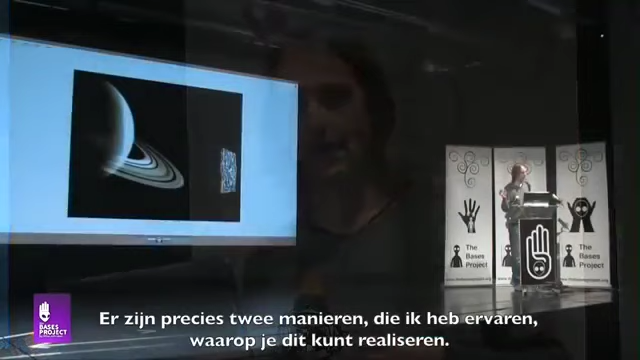 The
Bases
Project
The
Bases
Project
THE
BASES
PROJECT
Er zijn precies twee manieren, die ik heb ervaren,
waarop je dit kunt realiseren.